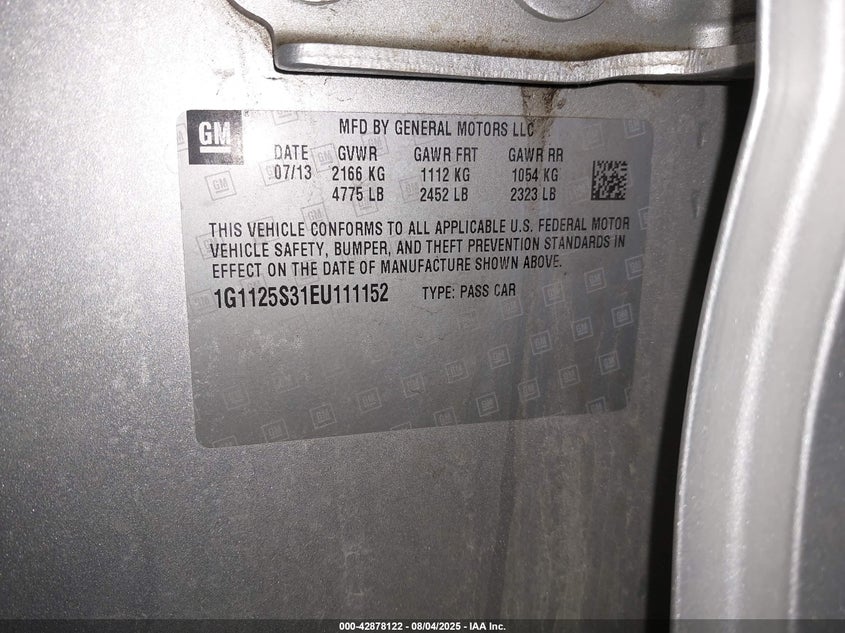 GM
MFD BY GENERAL MOTORS LLC
DATE GVWR GAWR FRT GAWR RR
07/13 2166 KG 1112 KG 1054 KG
4775 LB 2452 LB 2323 LB
THIS VEHICLE CONFORMS TO ALL APPLICABLE U.S. FEDERAL MOTOR
VEHICLE SAFETY, BUMPER, AND THEFT PREVENTION STANDARDS IN
EFFECT ON THE DATE OF MANUFACTURE SHOWN ABOVE.
1G1125S31EU111152 TYPE: PASS CAR
000-42878122 - 08/04/2025 - IAA Inc.